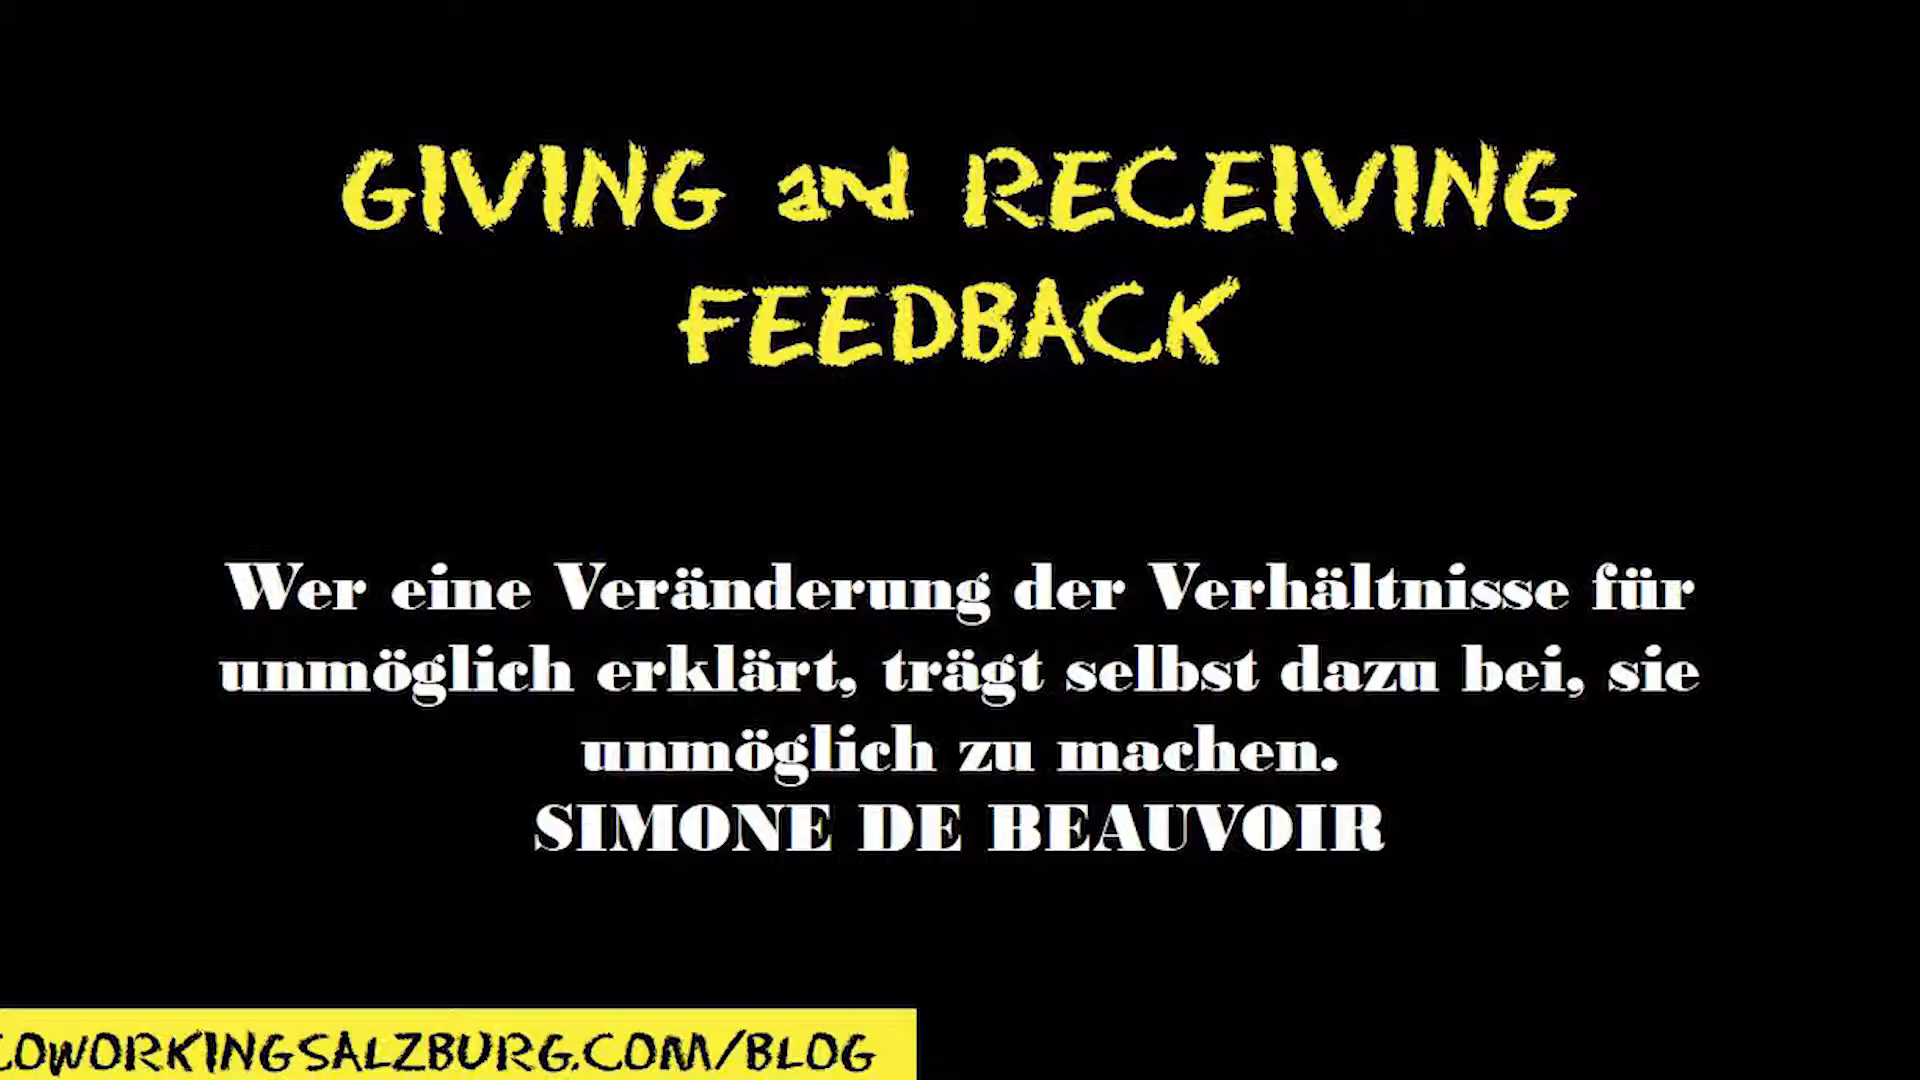 GIVING and RECEIVING
FEEDBACK
Wer eine Veränderung der Verhältnisse für
unmöglich erklärt, trägt selbst dazu bei, sie
unmöglich zu machen.
SIMONE DE BEAUVOIR
COWORKINGSALZBURG.COM/BLOG